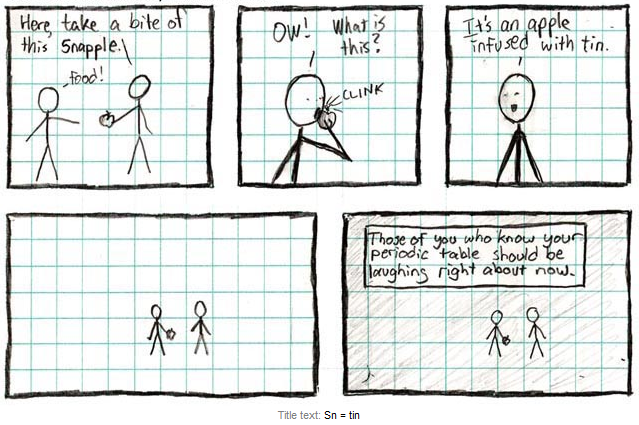 Here, take a bite of
this Snapple.
food!
OW! What is
this?
CLINK
It's an apple
infused with tin.
Those of you who know your
periodic table should be
laughing right about now.
Title text: Sn = tin